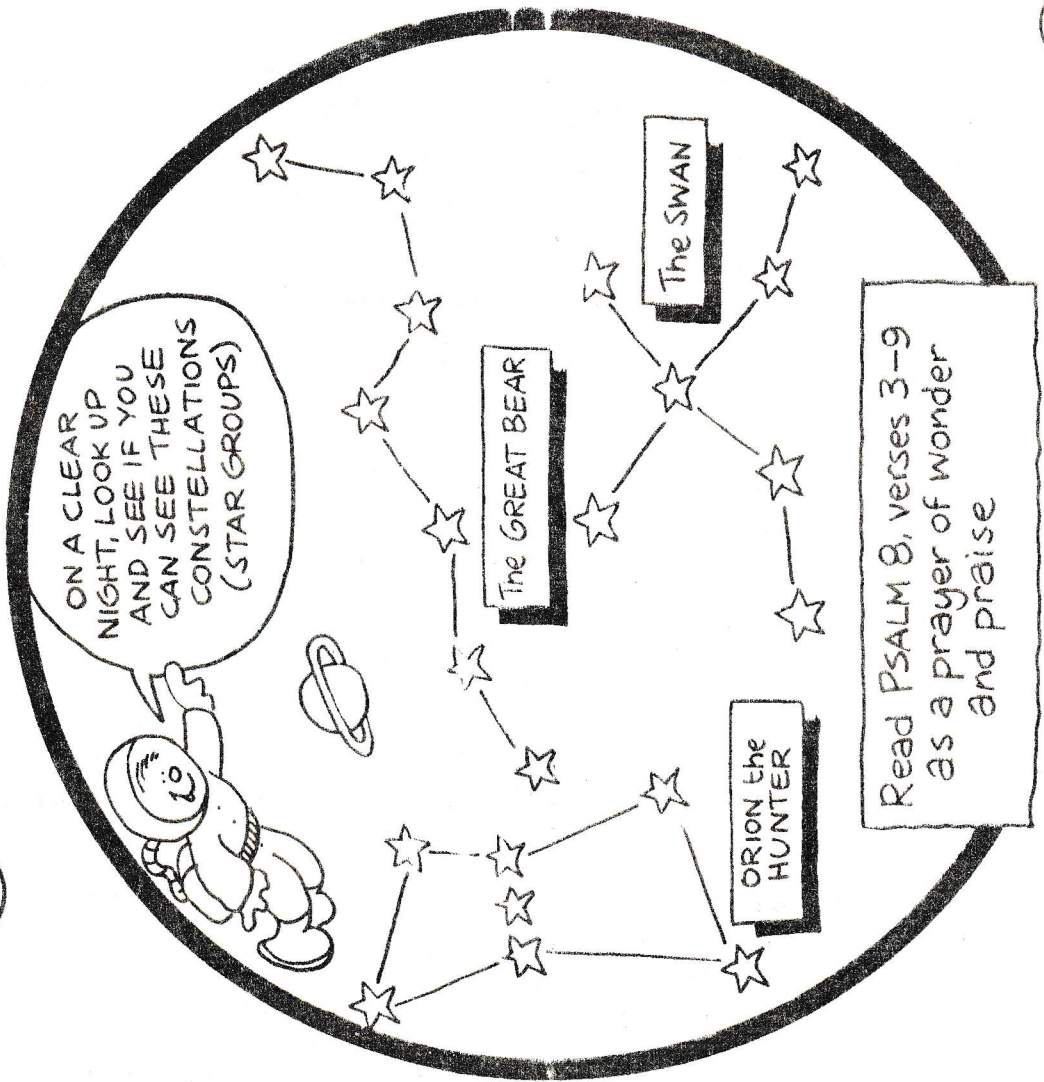 ON A CLEAR
NIGHT, LOOK UP
AND SEE IF YOU
CAN SEE THESE
CONSTELLATIONS
(STAR GROUPS)
The GREAT BEAR
The SWAN
ORION the
HUNTER
Read PSALM 8, verses 3-9
as a prayer of wonder
and praise